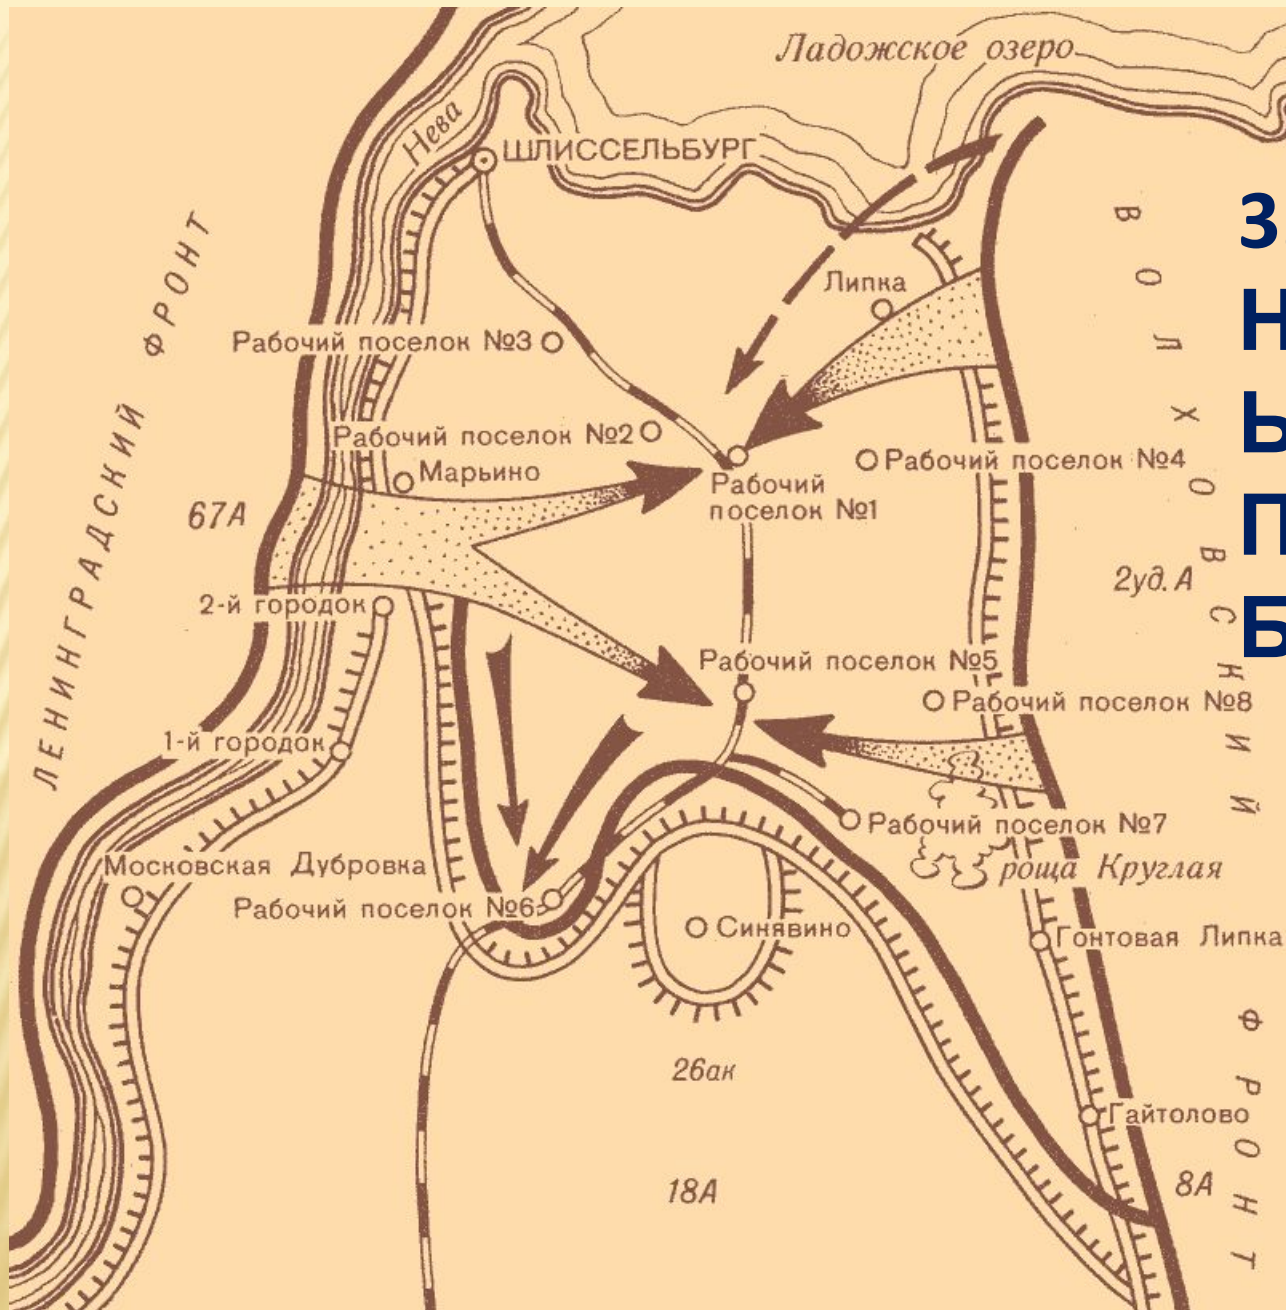 Ладожское озеро
Нева
ШЛИССЕЛЬБУРГ
ЛЕНИНГРАДСКИЙ ФРОНТ
ВОЛХОВСКИЙ ФРОНТ
З
Н
Ь
П
Б
Липка
Рабочий поселок №3
Рабочий поселок №2
Марьино
Рабочий поселок №4
Рабочий
поселок №1
67А
2уд. А
2-й городок
Рабочий поселок №5
Рабочий поселок №8
1-й городок
Рабочий поселок №7
роща Круглая
Московская Дубровка
Рабочий поселок №6
Синявино
Гонтовая Липка
26ак
Гайтолово
18А
8А